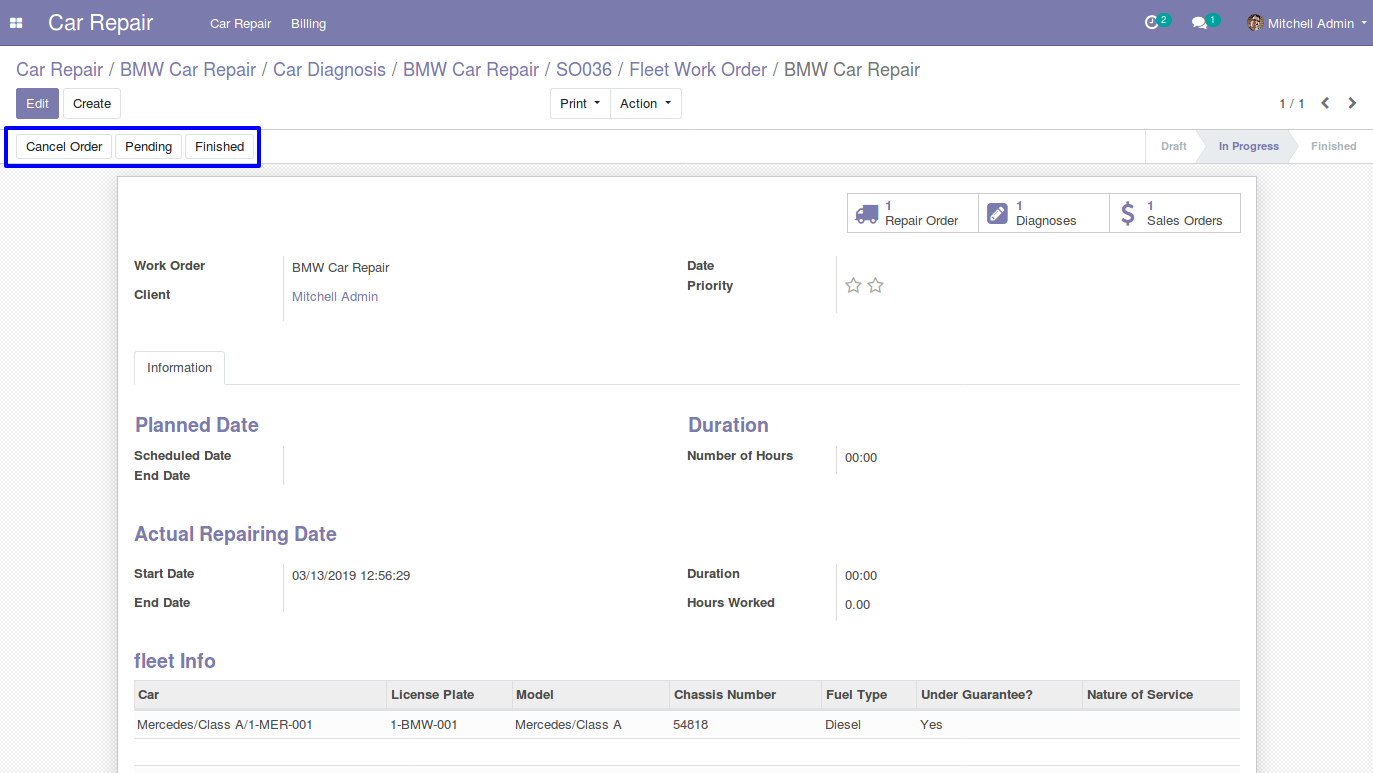 Car Repair Car Repair Billing 2 1 Mitchell Admin
Car Repair / BMW Car Repair / Car Diagnosis / BMW Car Repair / SO036 / Fleet Work Order / BMW Car Repair
Edit Create Print Action 1 / 1
Cancel Order Pending Finished Draft In Progress Finished
1 Repair Order
1 Diagnoses
1 Sales Orders
Work Order BMW Car Repair
Client Mitchell Admin
Date
Priority
Information
Planned Date
Scheduled Date
End Date
Duration
Number of Hours 00:00
Actual Repairing Date
Start Date 03/13/2019 12:56:29
End Date
Duration 00:00
Hours Worked 0.00
fleet Info
Car License Plate Model Chassis Number Fuel Type Under Guarantee? Nature of Service
Mercedes/Class A/1-MER-001 1-BMW-001 Mercedes/Class A 54818 Diesel Yes